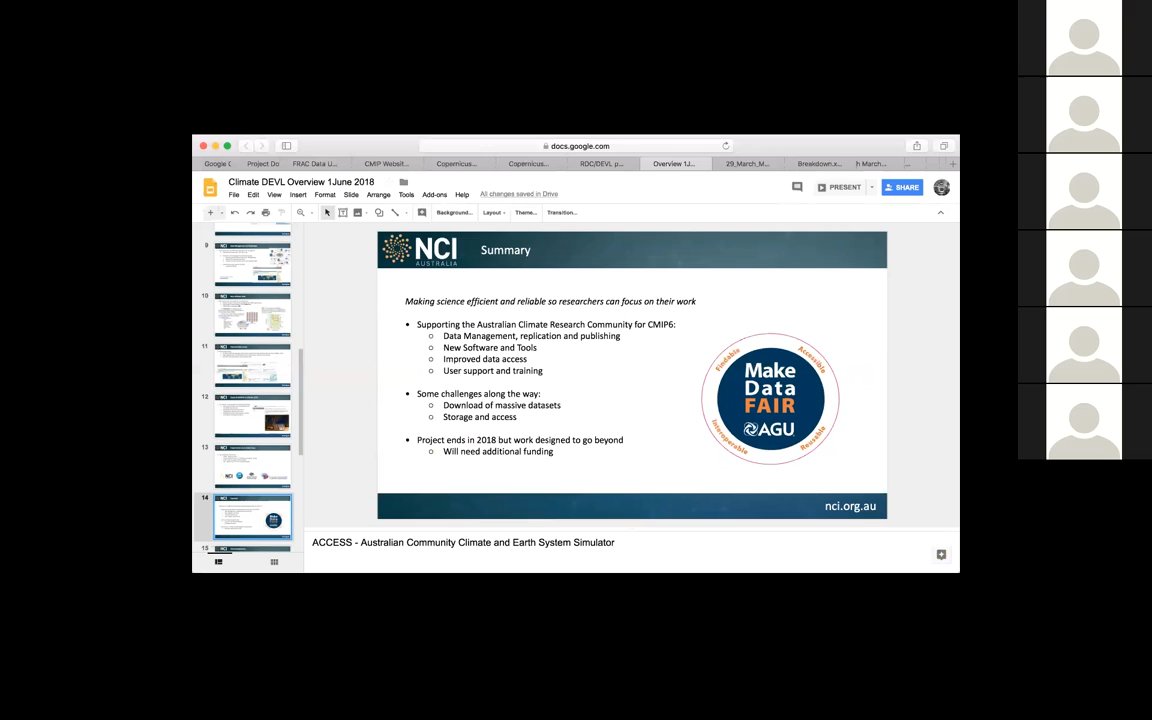 docs.google.com
Google
Project Do
FRAC Data U...
CMIP Websit...
Copernicus...
Copernicus...
RDC/DEVL p...
Overview 1J...
29_March_M...
Breakdown.x...
h March...
Climate DEVL Overview 1June 2018
File Edit View Insert Format Slide Arrange Tools Add-ons Help All changes saved in Drive
PRESENT
SHARE
Background... Layout Theme... Transition...
9
10
11
12
13
14
15
NCI
AUSTRALIA
Summary
Making science efficient and reliable so researchers can focus on their work
Supporting the Australian Climate Research Community for CMIP6:
Data Management, replication and publishing
New Software and Tools
Improved data access
User support and training
Some challenges along the way:
Download of massive datasets
Storage and access
Project ends in 2018 but work designed to go beyond
Will need additional funding
Findable
Accessible
Make
Data
FAIR
AGU
Interoperable
Reusable
nci.org.au
ACCESS - Australian Community Climate and Earth System Simulator